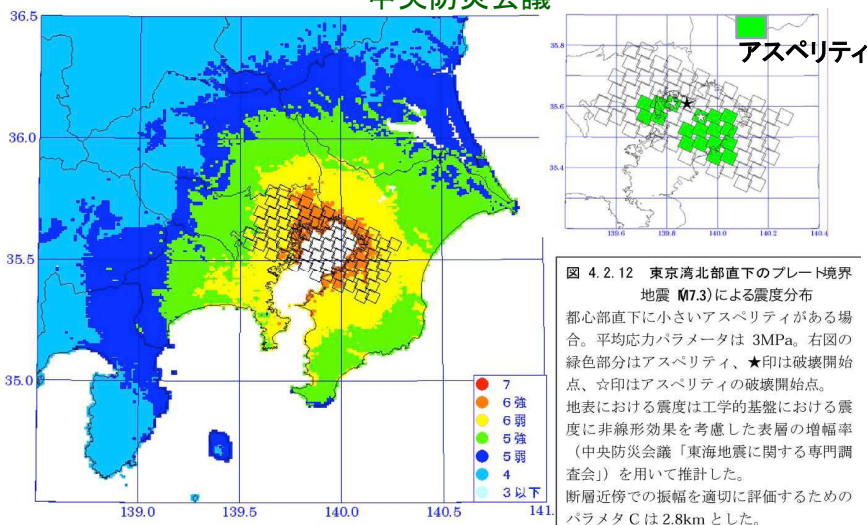 中央防災会議
36.5
36.0
35.5
35.0
139.0
139.5
140.0
140.5
141.
7
6強
6弱
5強
5弱
4
3以下
アスペリティ
35.8
35.6
35.4
139.6
139.8
140.0
140.2
140.4
図 4.2.12 東京湾北部直下のプレート境界
地震 M7.3)による震度分布
都心部直下に小さいアスペリティがある場
合。平均応力パラメータは 3MPa。右図の
緑色部分はアスペリティ、★印は破壊開始
点、☆印はアスペリティの破壊開始点。
地表における震度は工学的基盤における震
度に非線形効果を考慮した表層の増幅率
(中央防災会議「東海地震に関する専門調
査会」)を用いて推計した。
断層近傍での振幅を適切に評価するための
パラメタ C は 2.8km とした。